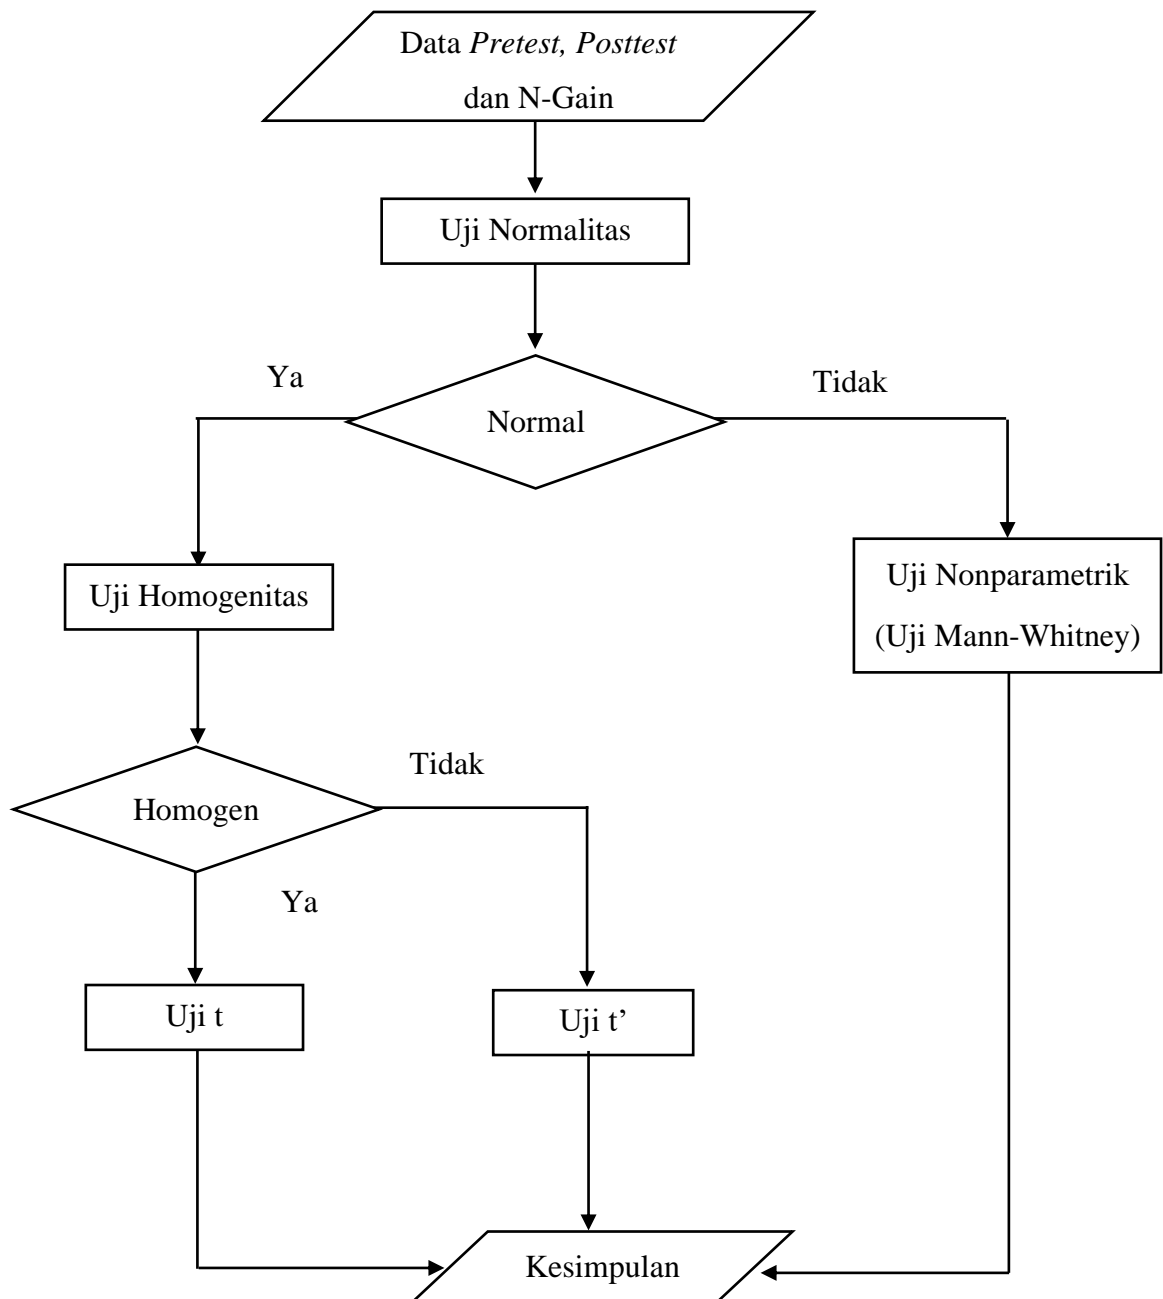 Data Pretest, Posttest
dan N-Gain
Uji Normalitas
Ya
Tidak
Normal
Uji Homogenitas
Uji Nonparametrik
(Uji Mann-Whitney)
Tidak
Homogen
Ya
Uji t
Uji t’
Kesimpulan